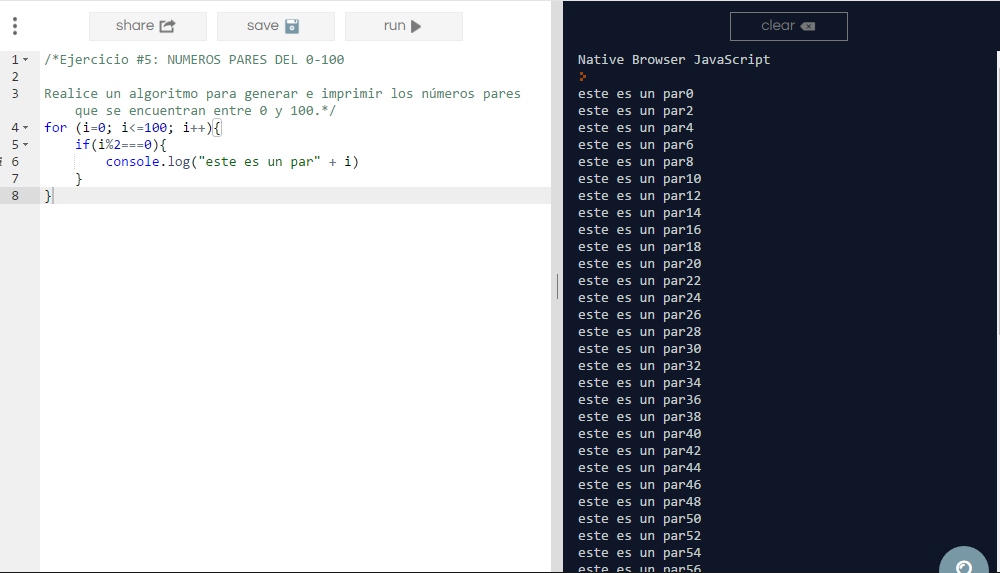 share
save
run
clear
1 /*Ejercicio #5: NUMEROS PARES DEL 0-100
2
3 Realice un algoritmo para generar e imprimir los números pares
que se encuentran entre 0 y 100.*/
4 for (i=0; i<=100; i++){
5 if(i%2===0){
i 6 console.log("este es un par" + i)
7 }
8 }
Native Browser JavaScript
este es un par0
este es un par2
este es un par4
este es un par6
este es un par8
este es un par10
este es un par12
este es un par14
este es un par16
este es un par18
este es un par20
este es un par22
este es un par24
este es un par26
este es un par28
este es un par30
este es un par32
este es un par34
este es un par36
este es un par38
este es un par40
este es un par42
este es un par44
este es un par46
este es un par48
este es un par50
este es un par52
este es un par54
este es un par56